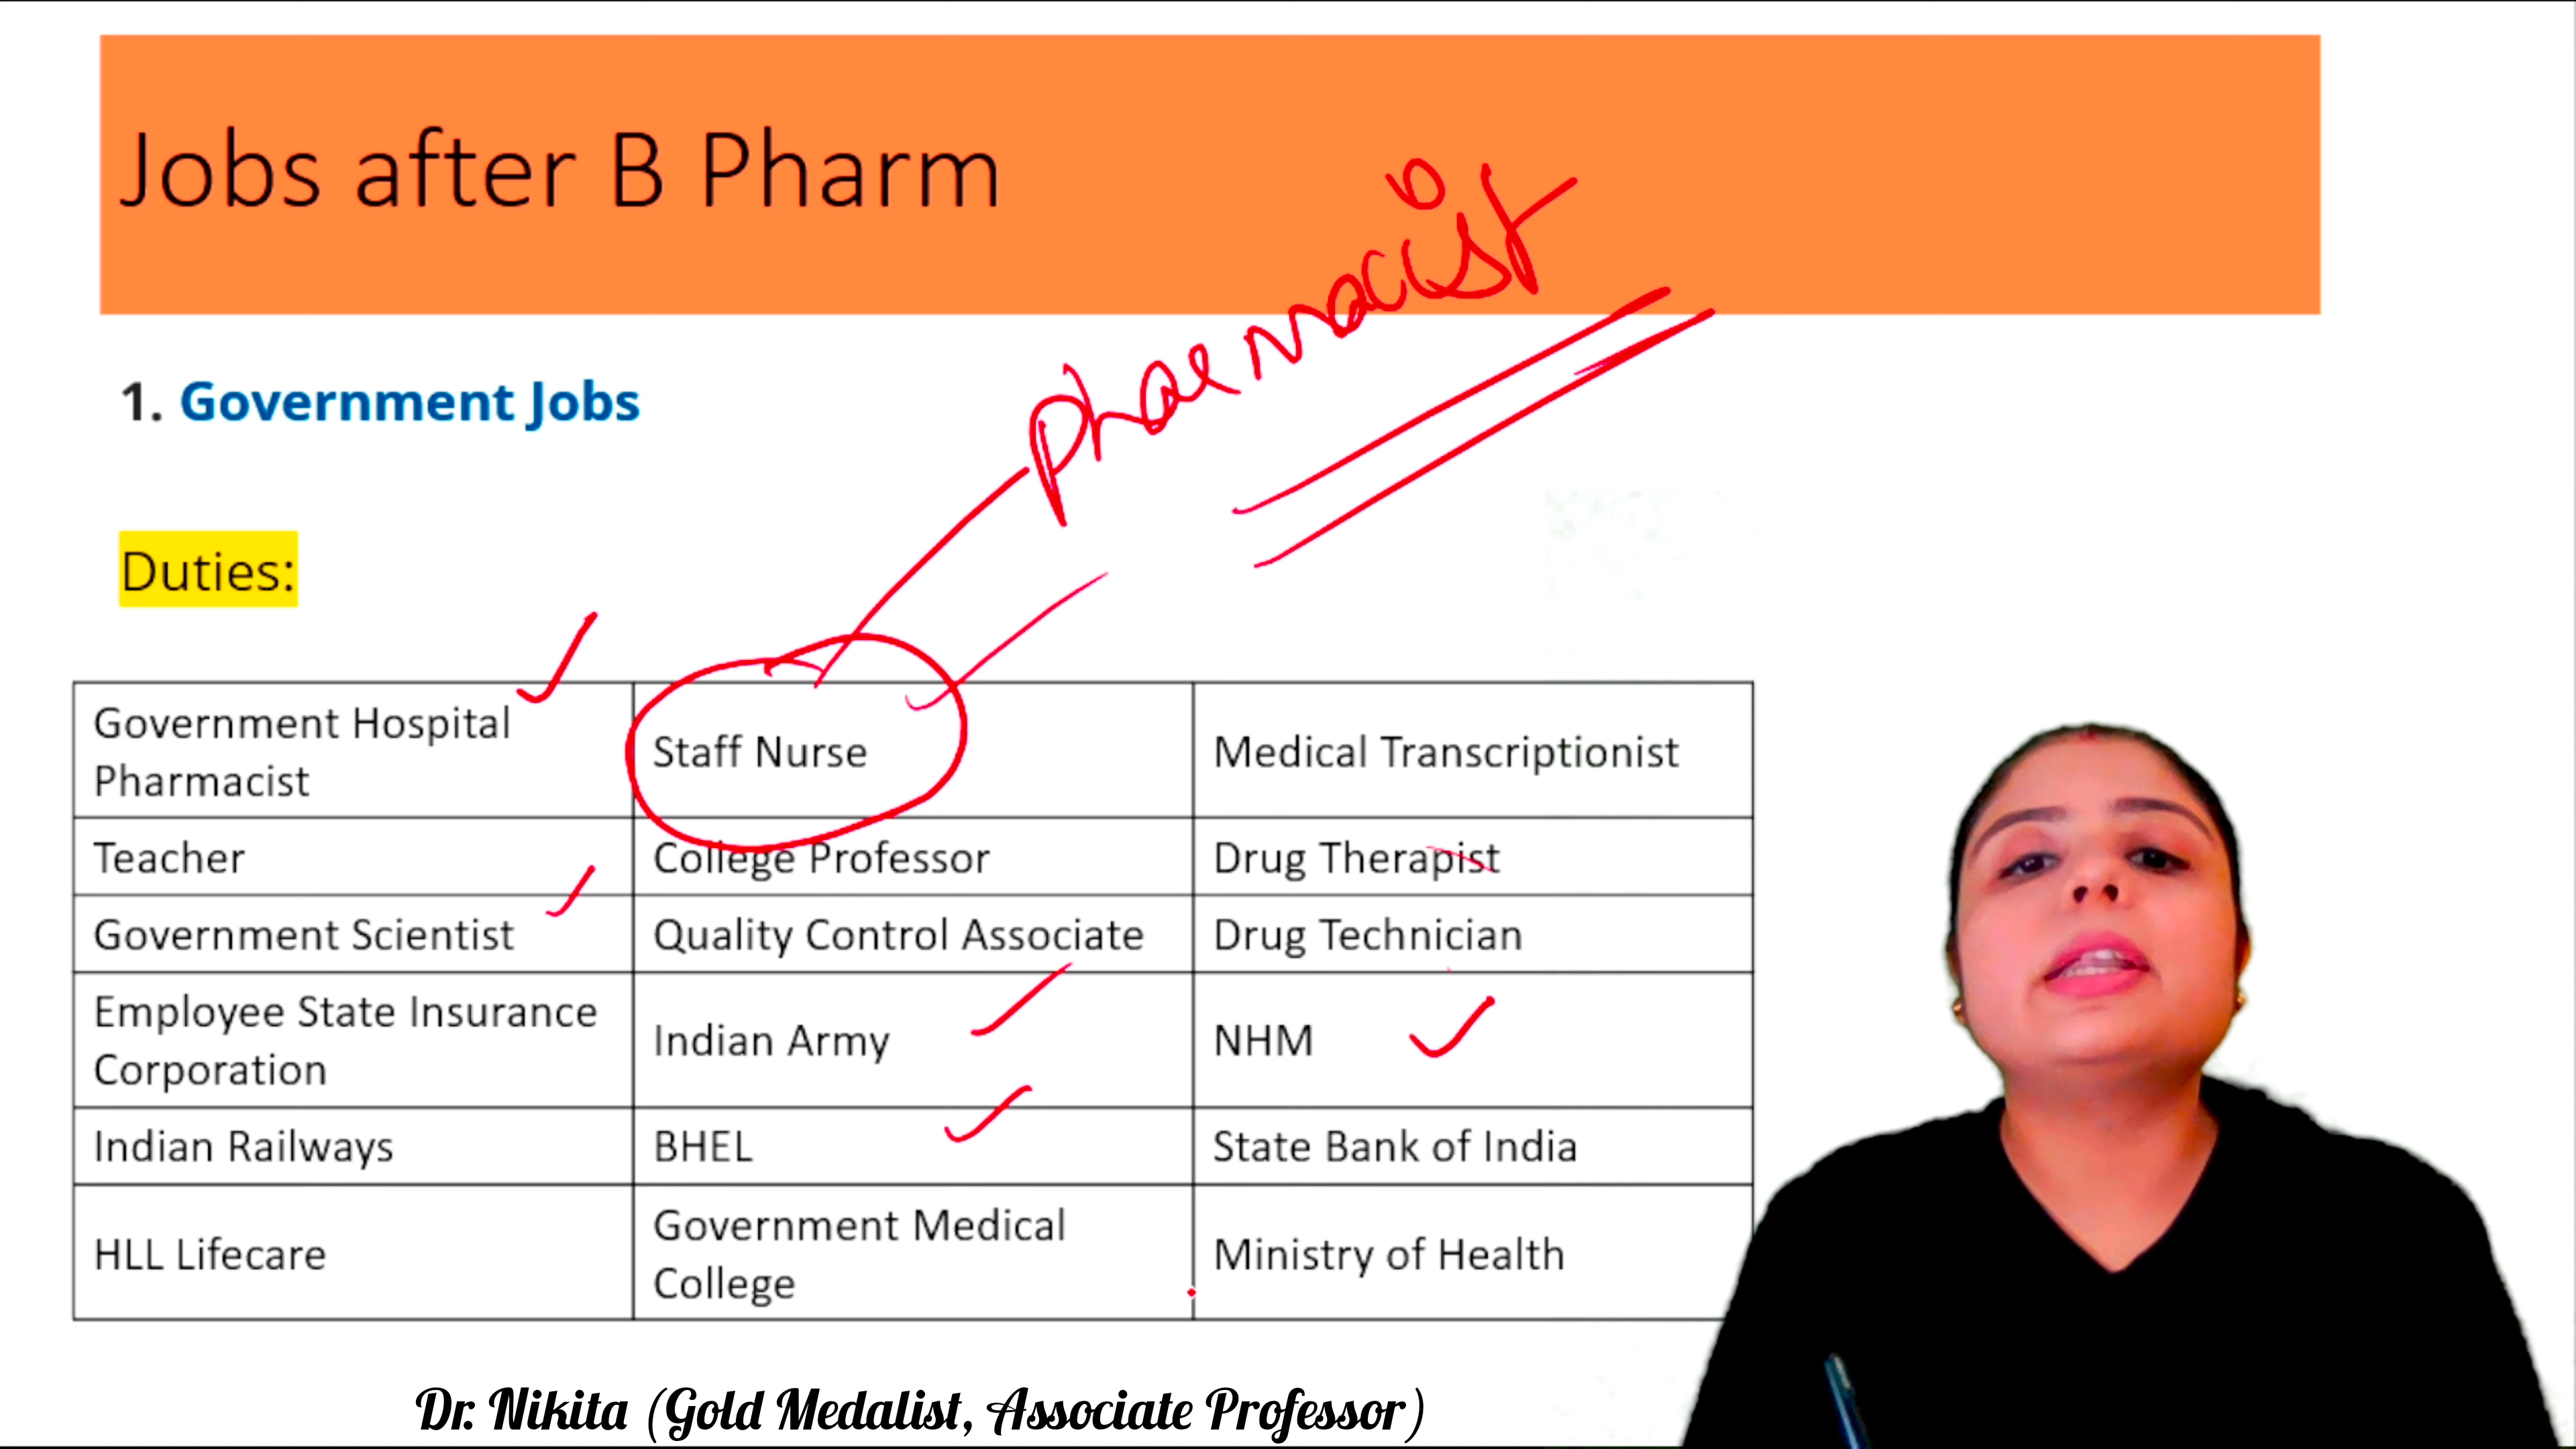 Jobs after B Pharm
pharmacist
1. Government Jobs
Duties:
Government Hospital
Pharmacist
Staff Nurse
Medical Transcriptionist
Teacher
College Professor
Drug Therapist
Government Scientist
Quality Control Associate
Drug Technician
Employee State Insurance
Corporation
Indian Army
NHM
Indian Railways
BHEL
State Bank of India
HLL Lifecare
Government Medical
College
Ministry of Health
Dr. Nikita (Gold Medalist, Associate Professor)